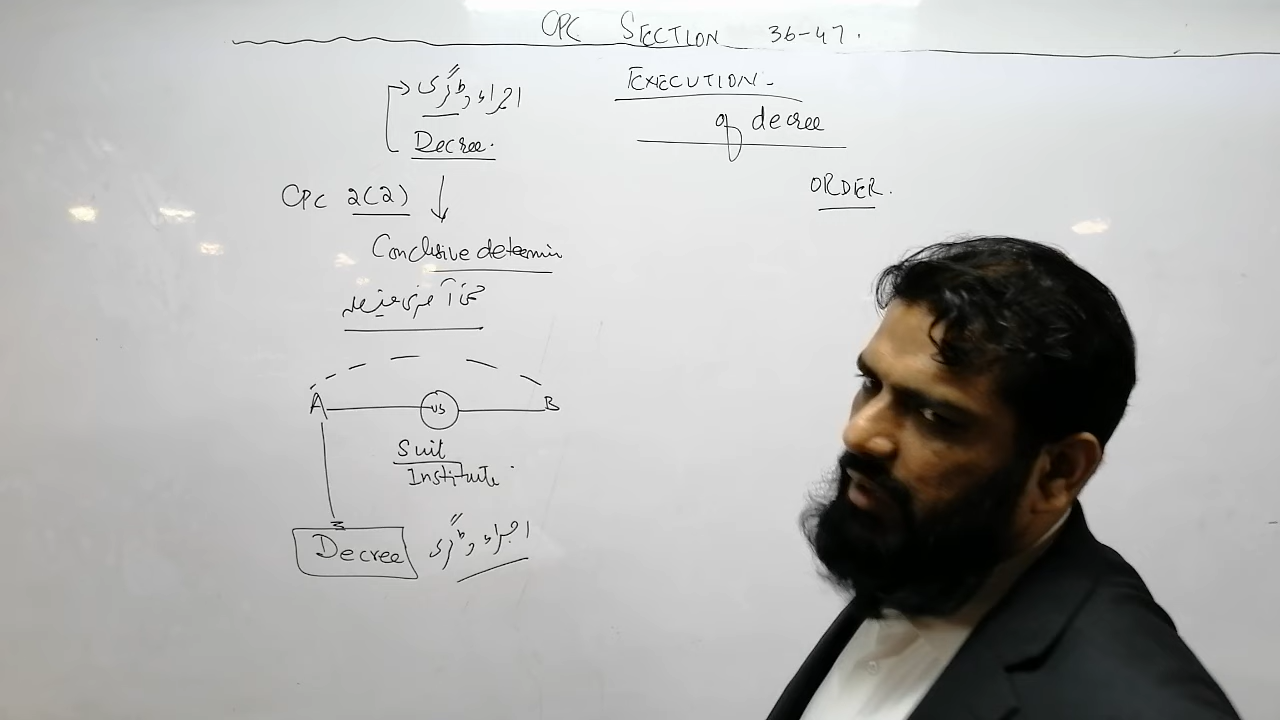 CPC SECTION 36-47.
EXECUTION.
of decree
ORDER.
اجراء ڈگری
Decree.
CPC 2(2)
Conclusive determin
A vs B
Suit
Institute.
Decree
اجراء ڈگری